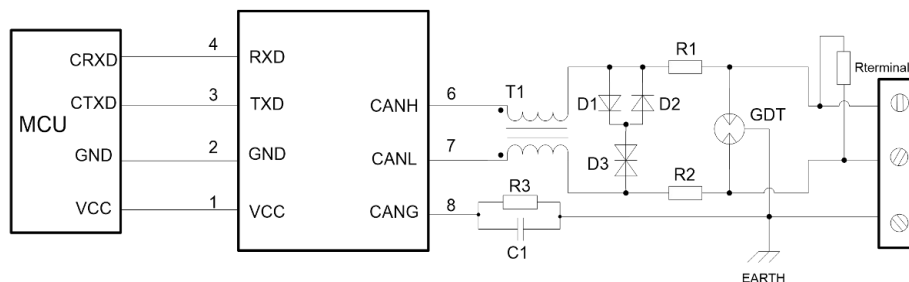 MCU
CRXD 4 RXD
CTXD 3 TXD
GND 2 GND
VCC 1 VCC
CANH 6
CANL 7
CANG 8
T1
D1
D2
D3
R1
R2
R3
C1
GDT
Rterminal
EARTH